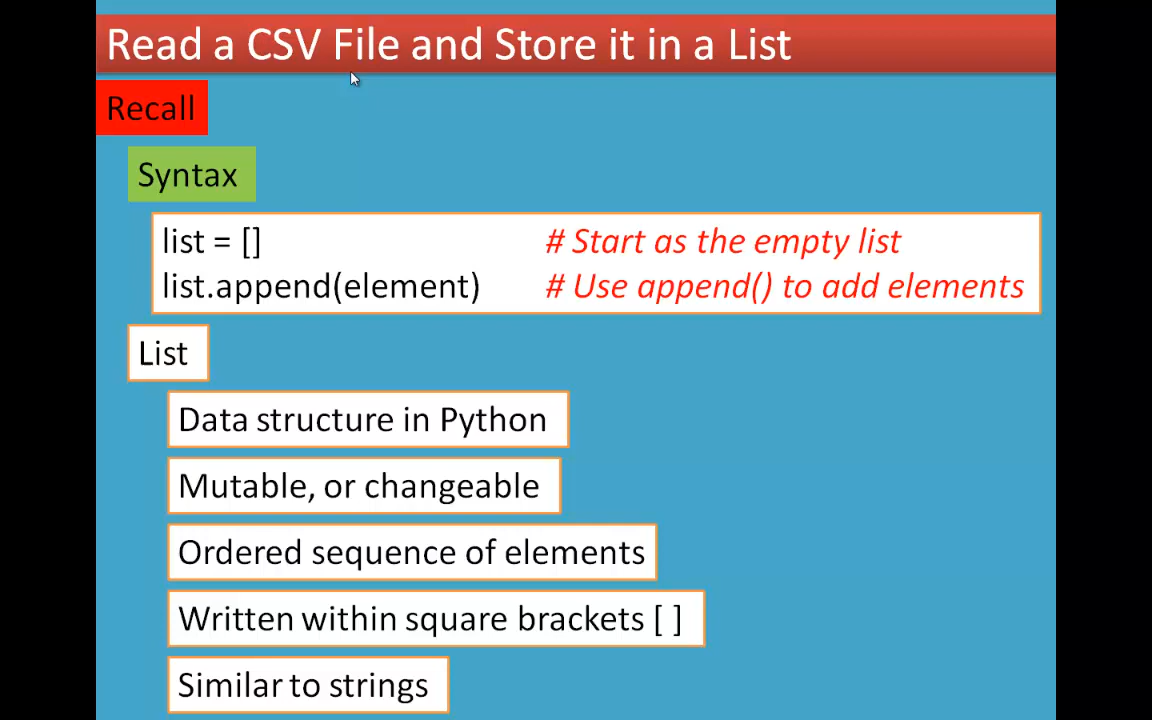 Read a CSV File and Store it in a List
Recall
Syntax
list = [] # Start as the empty list
list.append(element) # Use append() to add elements
List
Data structure in Python
Mutable, or changeable
Ordered sequence of elements
Written within square brackets [ ]
Similar to strings